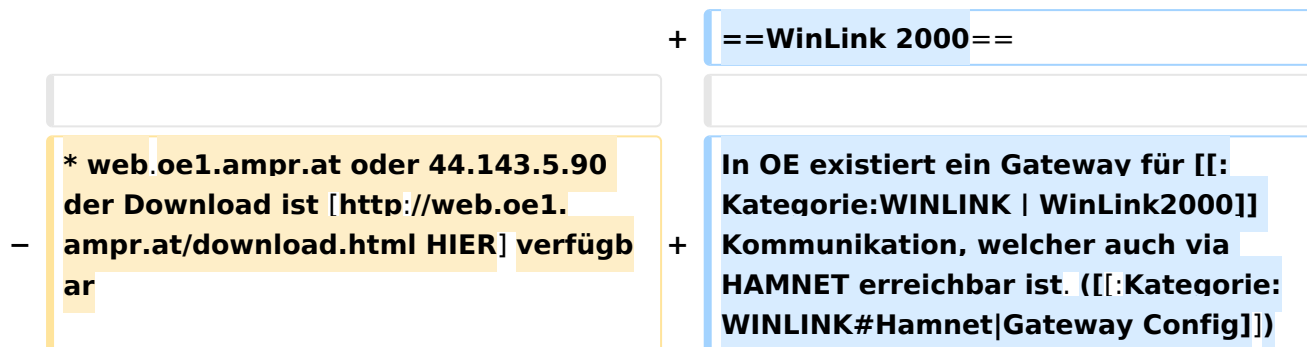 + ==WinLink 2000==
− * web.oe1.ampr.at oder 44.143.5.90
der Download ist [http://web.oe1.
ampr.at/download.html HIER] verfügb
ar
+ In OE existiert ein Gateway für [[:
Kategorie:WINLINK | WinLink2000]]
Kommunikation, welcher auch via
HAMNET erreichbar ist. ([[:Kategorie:
WINLINK#Hamnet|Gateway Config]])